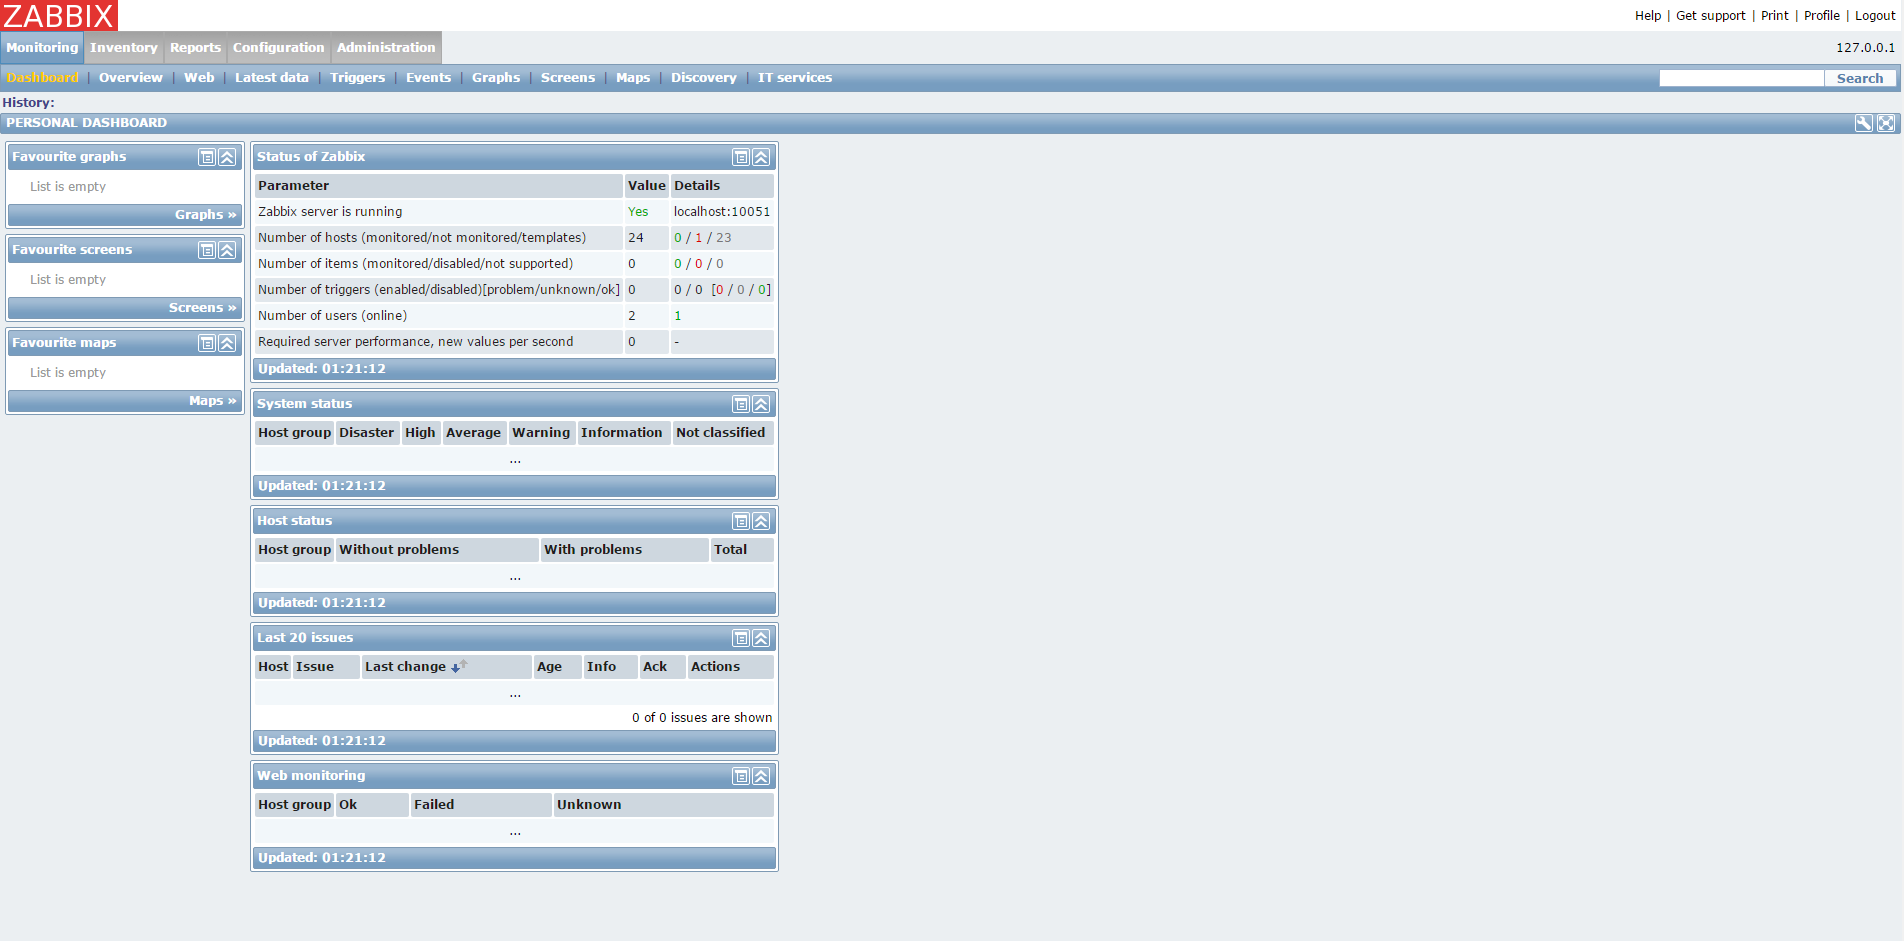 ZABBIX
Help | Get support | Print | Profile | Logout
Monitoring Inventory Reports Configuration Administration
127.0.0.1
Dashboard | Overview | Web | Latest data | Triggers | Events | Graphs | Screens | Maps | Discovery | IT services
Search
History:
PERSONAL DASHBOARD
Favourite graphs
List is empty
Graphs »
Favourite screens
List is empty
Screens »
Favourite maps
List is empty
Maps »
Status of Zabbix
Parameter Value Details
Zabbix server is running Yes localhost:10051
Number of hosts (monitored/not monitored/templates) 24 0 / 1 / 23
Number of items (monitored/disabled/not supported) 0 0 / 0 / 0
Number of triggers (enabled/disabled)[problem/unknown/ok] 0 0 / 0 [0 / 0 / 0]
Number of users (online) 2 1
Required server performance, new values per second 0 -
Updated: 01:21:12
System status
Host group Disaster High Average Warning Information Not classified
...
Updated: 01:21:12
Host status
Host group Without problems With problems Total
...
Updated: 01:21:12
Last 20 issues
Host Issue Last change Age Info Ack Actions
...
0 of 0 issues are shown
Updated: 01:21:12
Web monitoring
Host group Ok Failed Unknown
...
Updated: 01:21:12